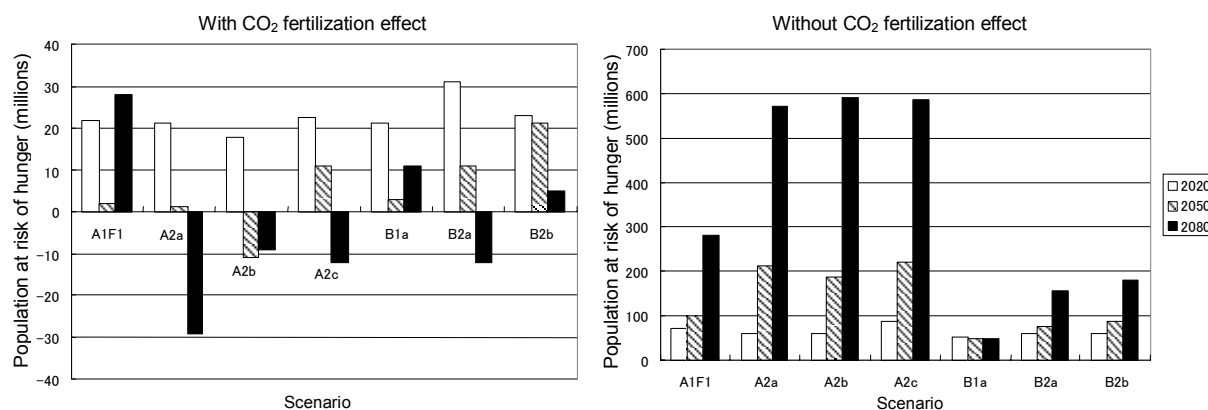 With CO₂ fertilization effect
Population at risk of hunger (millions)
40
30
20
10
0
−10
−20
−30
−40
A1F1
A2a
A2b
A2c
B1a
B2a
B2b
Scenario
Without CO₂ fertilization effect
Population at risk of hunger (millions)
700
600
500
400
300
200
100
0
A1F1
A2a
A2b
A2c
B1a
B2a
B2b
Scenario
2020
2050
2080